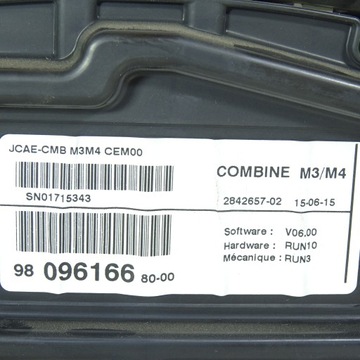 JCAE-CMB M3M4 CEM00
COMBINE M3/M4
SN01715343
2842657-02 15-06-15
Software : V06.00
Hardware : RUN10
Mécanique : RUN3
98 096166 80-00